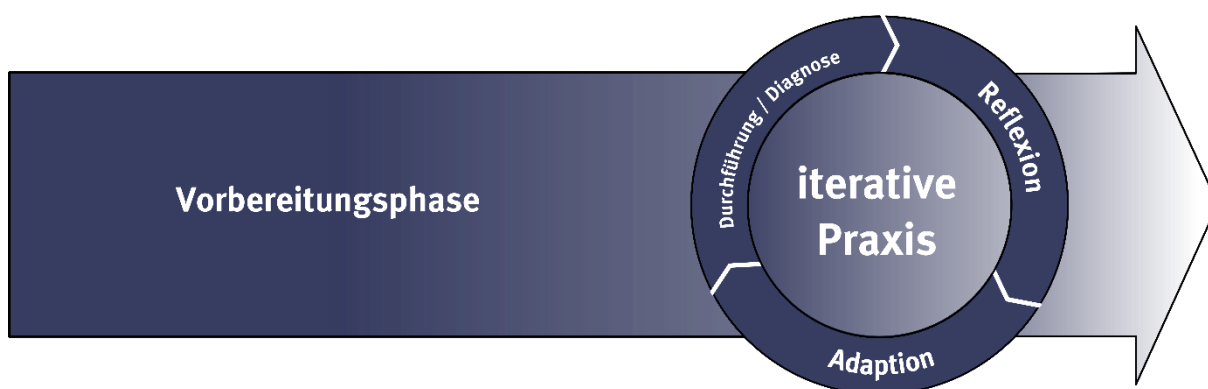 Vorbereitungsphase
Durchführung / Diagnose
Reflexion
Adaption
iterative
Praxis